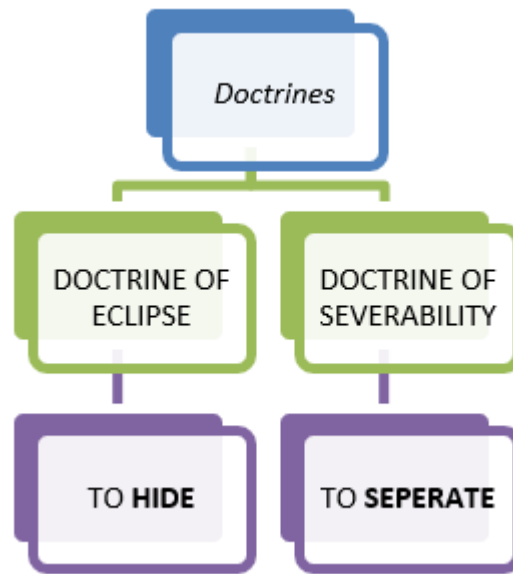 Doctrines
DOCTRINE OF
ECLIPSE
DOCTRINE OF
SEVERABILITY
TO HIDE
TO SEPERATE